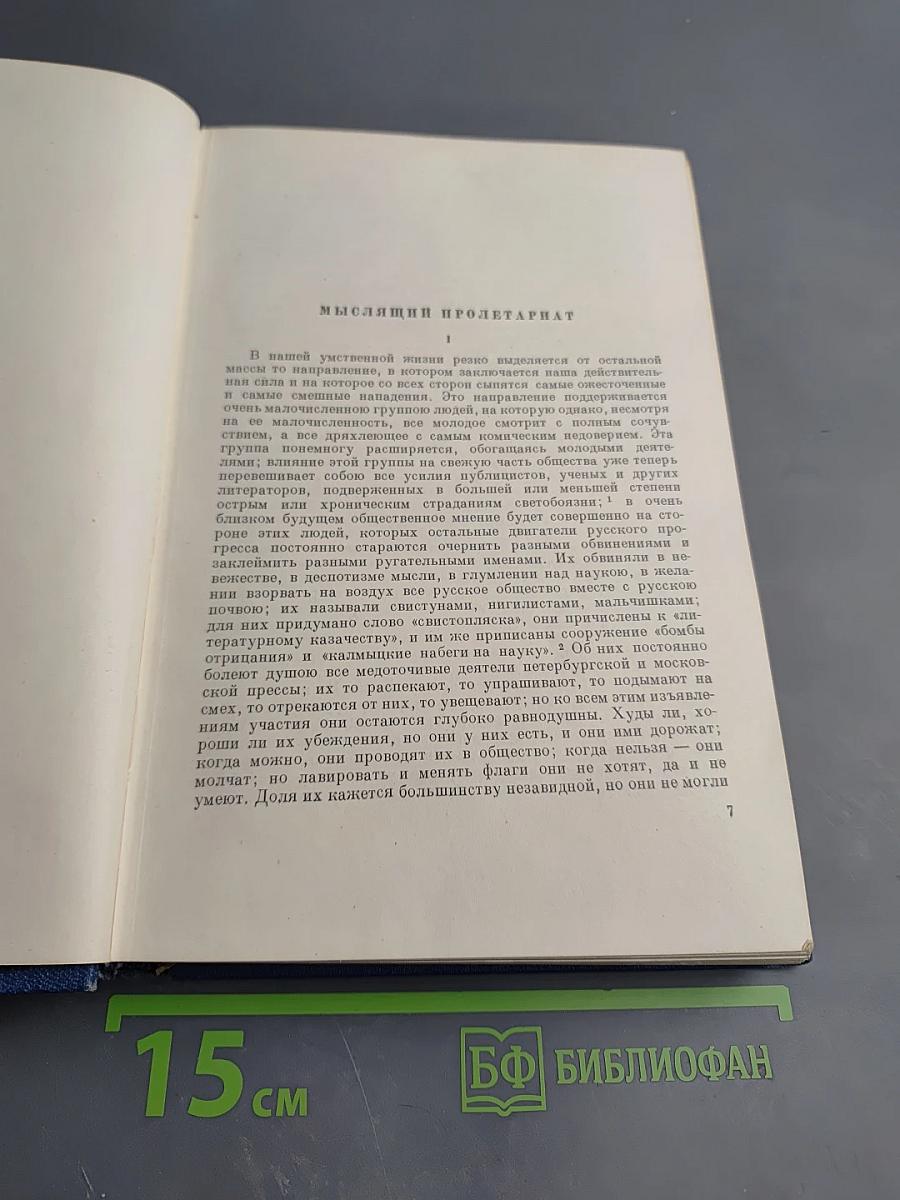 МЫСЛЯЩИЙ ПРОЛЕТАРИАТ
I
В нашей умственной жизни резко выделяется от остальной
массы то направление, в котором заключается наша действитель-
ная сила и на которое со всех сторон сыпятся самые ожесточенные
и самые смешные нападения. Это направление поддерживается
очень малочисленною группою людей, на которую однако, несмотря
на ее малочисленность, все молодое смотрит с полным сочув-
ствием, а все дряхлеющее с самым комическим недоверием. Эта
группа понемногу расширяется, обогащаясь молодыми деяте-
лями; влияние этой группы на свежую часть общества уже теперь
перевешивает собою все усилия публицистов, ученых и других
литераторов, подверженных в большей или меньшей степени
острым или хроническим страданиям светобоязни;¹ в очень
близком будущем общественное мнение будет совершенно на сто-
роне этих людей, которых остальные двигатели русского про-
гресса постоянно стараются очернить разными обвинениями и
заклеймить разными ругательными именами. Их обвиняли в не-
вежестве, в деспотизме мысли, в глумлении над наукою, в жела-
нии взорвать на воздух все русское общество вместе с русскою
почвою; их называли свистунами, нигилистами, мальчишками;
для них придумано слово «свистопляска», они причислены к «ли-
тературному казачеству», и им же приписаны сооружение «бомбы
отрицания» и «калмыцкие набеги на науку».² Об них постоянно
болеют душою все медоточивые деятели петербургской и москов-
ской прессы; их то распекают, то упрашивают, то подымают на
смех, то отрекаются от них, то увещевают; но ко всем этим изъявле-
ниям участия они остаются глубоко равнодушны. Худы ли, хо-
роши ли их убеждения, но они у них есть, и они ими дорожат;
когда можно, они проводят их в общество; когда нельзя — они
молчат; но лавировать и менять флаги они не хотят, да и не
умеют. Доля их кажется большинству незавидной, но они не могли
7
15 см
БФ БИБЛИОФАН